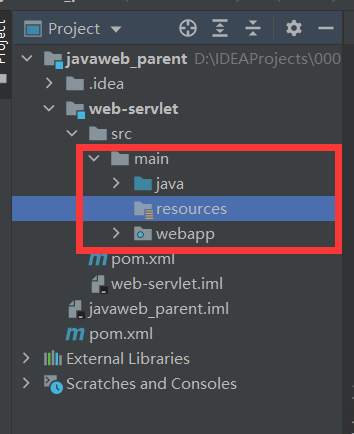 Project
Project
javaweb_parent D:\IDEAProjects\000
.idea
web-servlet
src
main
java
resources
webapp
pom.xml
web-servlet.iml
javaweb_parent.iml
pom.xml
External Libraries
Scratches and Consoles